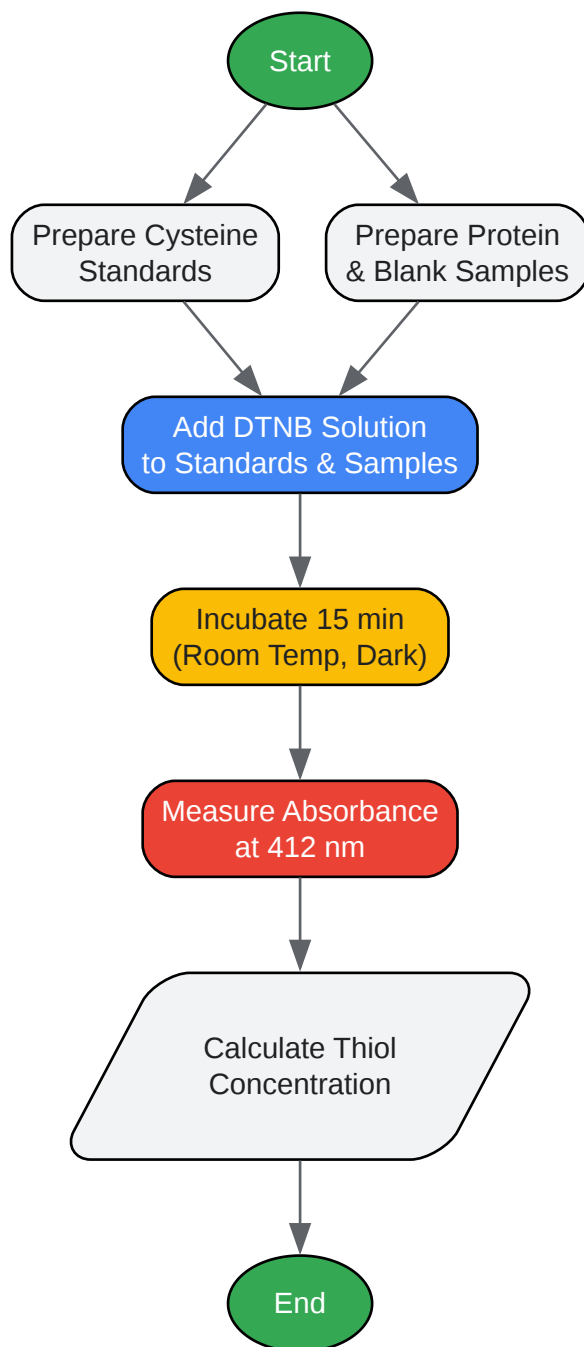 Start
Prepare Cysteine
Standards
Prepare Protein
& Blank Samples
Add DTNB Solution
to Standards & Samples
Incubate 15 min
(Room Temp, Dark)
Measure Absorbance
at 412 nm
Calculate Thiol
Concentration
End